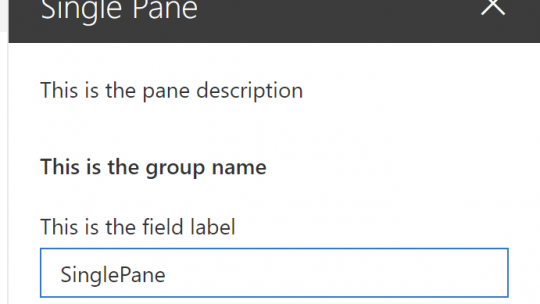 Single Pane
This is the pane description
This is the group name
This is the field label
SinglePane